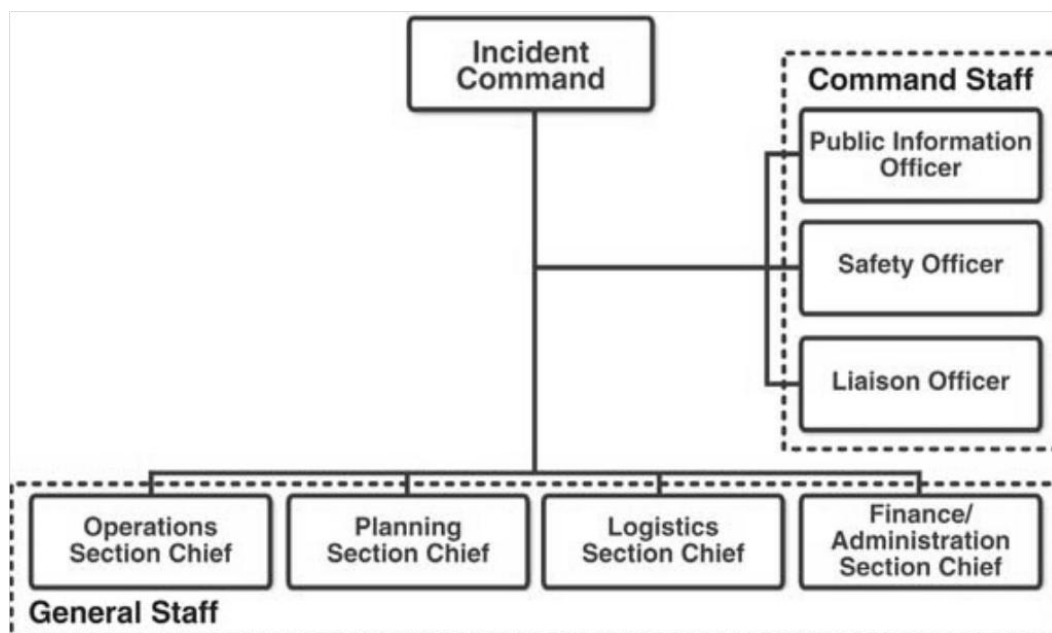 Incident
Command
Command Staff
Public Information
Officer
Safety Officer
Liaison Officer
Operations
Section Chief
Planning
Section Chief
Logistics
Section Chief
Finance/
Administration
Section Chief
General Staff